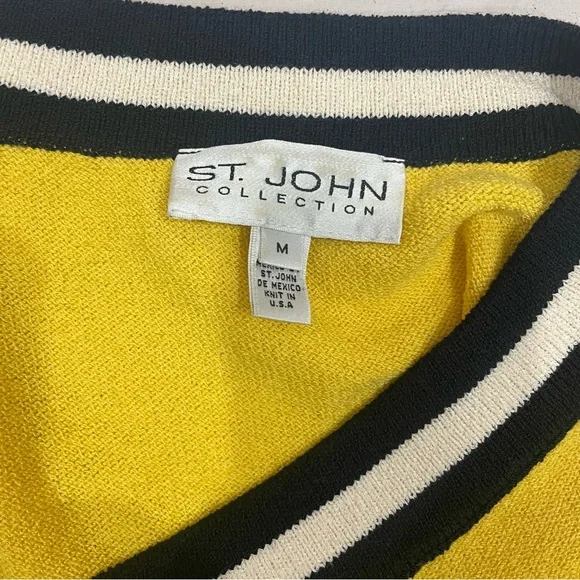 ST. JOHN
COLLECTION
M
ST. JOHN
DE MEXICO
KNIT IN
U.S.A